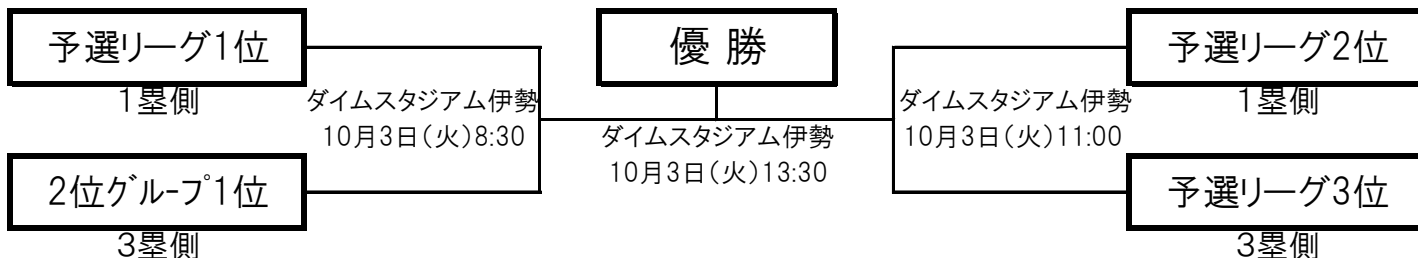 予選リーグ1位
1塁側
ダイムスタジアム伊勢
10月3日(火)8:30
2位グループ1位
3塁側
優 勝
ダイムスタジアム伊勢
10月3日(火)13:30
予選リーグ2位
1塁側
ダイムスタジアム伊勢
10月3日(火)11:00
予選リーグ3位
3塁側